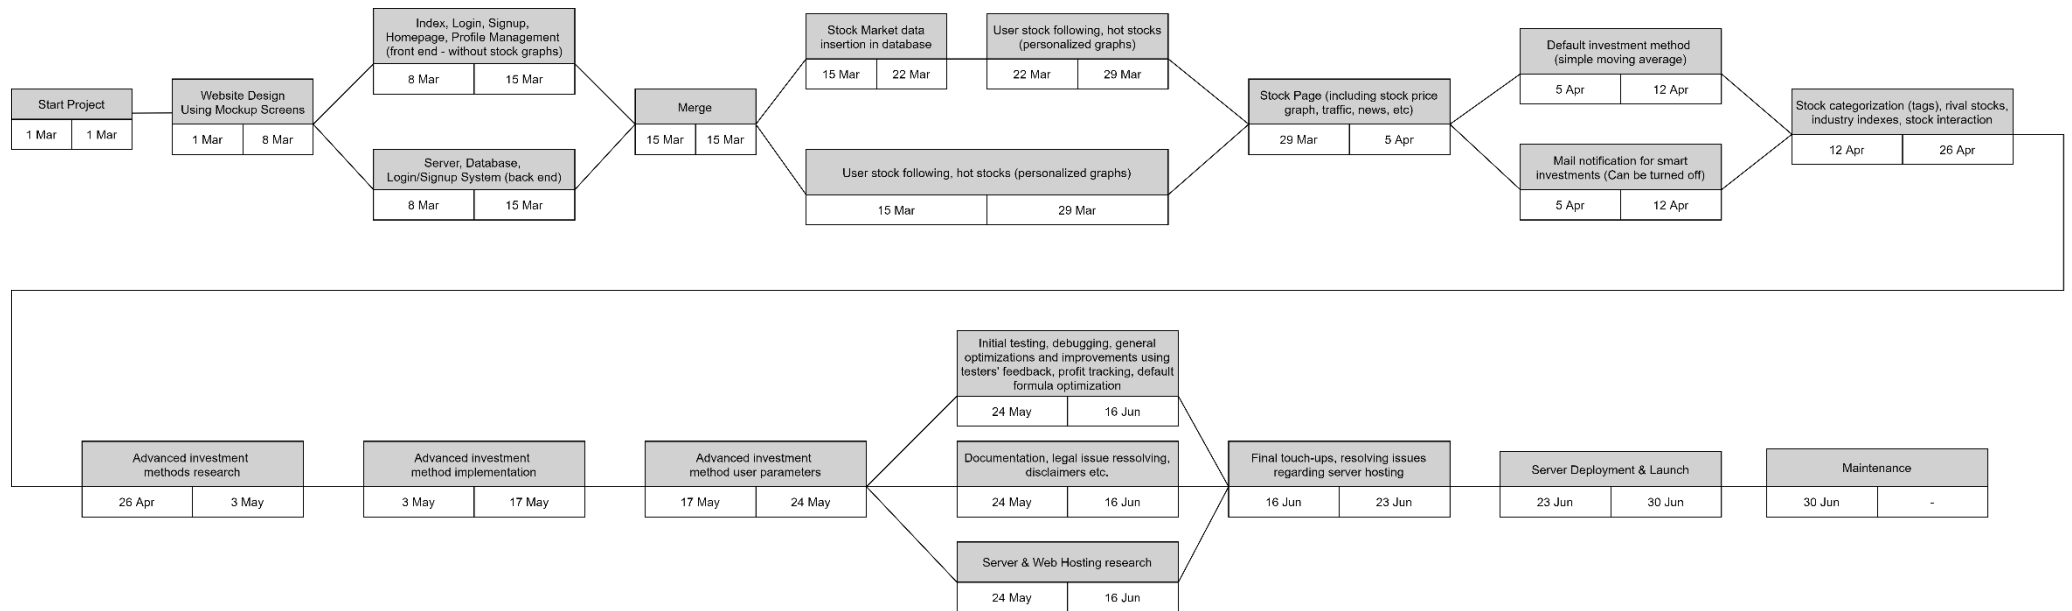 Start Project
1 Mar
1 Mar
Website Design
Using Mockup Screens
1 Mar
8 Mar
Index, Login, Signup,
Homepage, Profile Management
(front end - without stock graphs)
8 Mar
15 Mar
Server, Database,
Login/Signup System (back end)
8 Mar
15 Mar
Merge
15 Mar
15 Mar
Stock Market data
insertion in database
15 Mar
22 Mar
User stock following, hot stocks
(personalized graphs)
22 Mar
29 Mar
User stock following, hot stocks (personalized graphs)
15 Mar
29 Mar
Stock Page (including stock price
graph, traffic, news, etc)
29 Mar
5 Apr
Default investment method
(simple moving average)
5 Apr
12 Apr
Mail notification for smart
investments (Can be turned off)
5 Apr
12 Apr
Stock categorization (tags), rival stocks,
industry indexes, stock interaction
12 Apr
26 Apr
Advanced investment
methods research
26 Apr
3 May
Advanced investment
method implementation
3 May
17 May
Advanced investment
method user parameters
17 May
24 May
Initial testing, debugging, general
optimizations and improvements using
testers' feedback, profit tracking, default
formula optimization
24 May
16 Jun
Documentation, legal issue ressolving,
disclaimers etc.
24 May
16 Jun
Server & Web Hosting research
24 May
16 Jun
Final touch-ups, resolving issues
regarding server hosting
16 Jun
23 Jun
Server Deployment & Launch
23 Jun
30 Jun
Maintenance
30 Jun
-